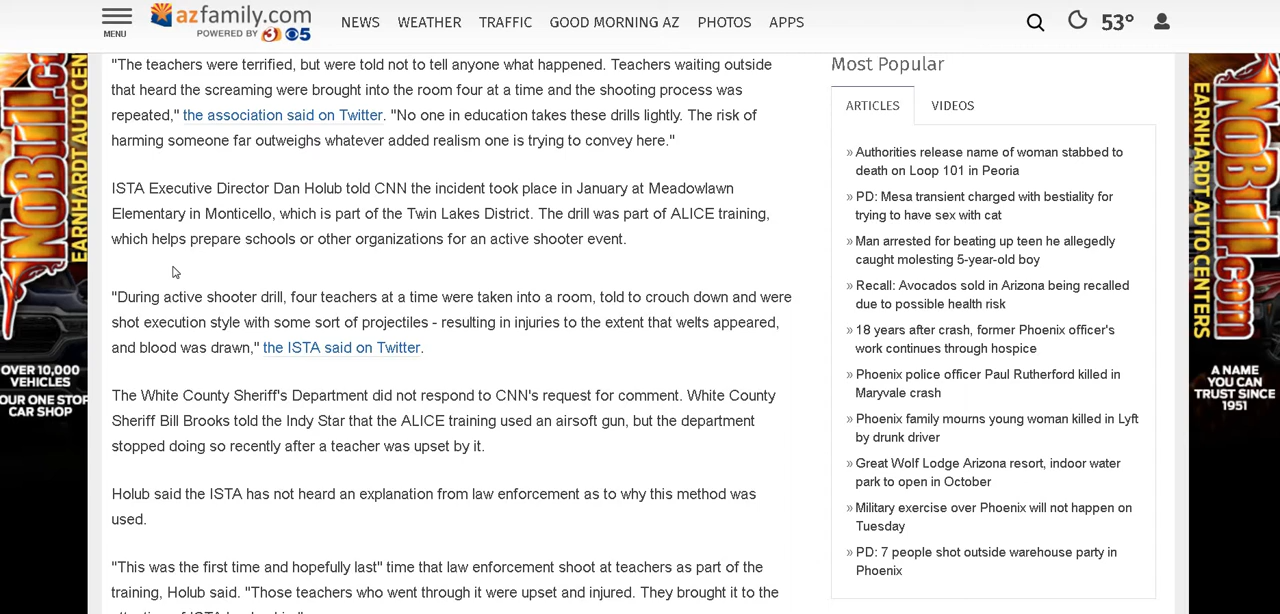 MENU
azfamily.com
POWERED BY 3 CBS 5
NEWS WEATHER TRAFFIC GOOD MORNING AZ PHOTOS APPS
53°
"The teachers were terrified, but were told not to tell anyone what happened. Teachers waiting outside
that heard the screaming were brought into the room four at a time and the shooting process was
repeated," the association said on Twitter. "No one in education takes these drills lightly. The risk of
harming someone far outweighs whatever added realism one is trying to convey here."
ISTA Executive Director Dan Holub told CNN the incident took place in January at Meadowlawn
Elementary in Monticello, which is part of the Twin Lakes District. The drill was part of ALICE training,
which helps prepare schools or other organizations for an active shooter event.
"During active shooter drill, four teachers at a time were taken into a room, told to crouch down and were
shot execution style with some sort of projectiles - resulting in injuries to the extent that welts appeared,
and blood was drawn," the ISTA said on Twitter.
The White County Sheriff's Department did not respond to CNN's request for comment. White County
Sheriff Bill Brooks told the Indy Star that the ALICE training used an airsoft gun, but the department
stopped doing so recently after a teacher was upset by it.
Holub said the ISTA has not heard an explanation from law enforcement as to why this method was
used.
"This was the first time and hopefully last" time that law enforcement shoot at teachers as part of the
training, Holub said. "Those teachers who went through it were upset and injured. They brought it to the
Most Popular
ARTICLES VIDEOS
» Authorities release name of woman stabbed to
death on Loop 101 in Peoria
» PD: Mesa transient charged with bestiality for
trying to have sex with cat
» Man arrested for beating up teen he allegedly
caught molesting 5-year-old boy
» Recall: Avocados sold in Arizona being recalled
due to possible health risk
» 18 years after crash, former Phoenix officer's
work continues through hospice
» Phoenix police officer Paul Rutherford killed in
Maryvale crash
» Phoenix family mourns young woman killed in Lyft
by drunk driver
» Great Wolf Lodge Arizona resort, indoor water
park to open in October
» Military exercise over Phoenix will not happen on
Tuesday
» PD: 7 people shot outside warehouse party in
Phoenix
EARNHARDT AUTO CEN
OVER 10,000
VEHICLES
OUR ONE STOP
CAR SHOP
NOBULL.com
EARNHARDT AUTO CENTERS
A NAME
YOU CAN
TRUST SINCE
1951